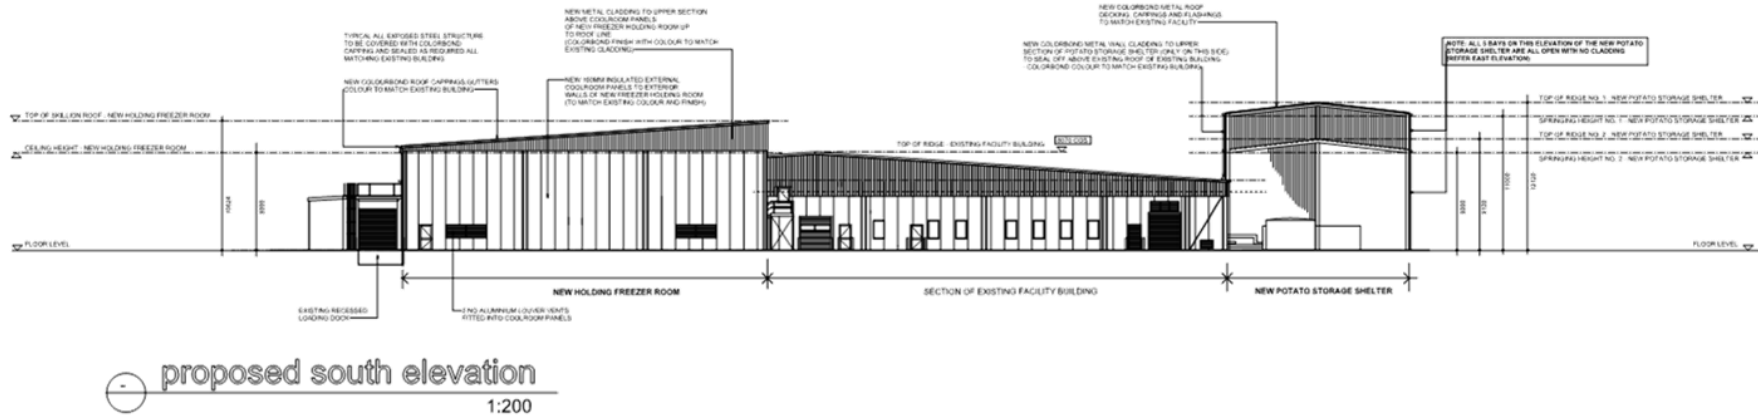 NEW METAL CLADDING TO UPPER SECTION
ABOVE COOLROOM PANELS
OF NEW FREEZER HOLDING ROOM UP
TO ROOF LINE
(COLORBOND FINISH WITH COLOUR TO MATCH
EXISTING CLADDING)
NEW COLORBOND METAL ROOF
DECKING, CAPPINGS AND FLASHINGS
TO MATCH EXISTING FACILITY
TYPICAL ALL EXPOSED STEEL STRUCTURE
TO BE COVERED WITH COLORBOND
CAPPING AND SEALED AS REQUIRED ALL
MATCHING EXISTING BUILDING
NEW COLORBOND METAL WALL CLADDING TO UPPER
SECTION OF POTATO STORAGE SHELTER (ONLY ON THIS SIDE)
TO SEAL OFF ABOVE EXISTING ROOF OF EXISTING BUILDING
COLORBOND COLOUR TO MATCH EXISTING BUILDING
NOTE: ALL 5 BAYS ON THIS ELEVATION OF THE NEW POTATO
STORAGE SHELTER ARE ALL OPEN WITH NO CLADDING
(REFER EAST ELEVATION)
NEW COLOURBOND ROOF CAPPINGS GUTTERS
COLOUR TO MATCH EXISTING BUILDING
NEW 100MM INSULATED EXTERNAL
COOLROOM PANELS TO EXTERIOR
WALLS OF NEW FREEZER HOLDING ROOM
(TO MATCH EXISTING COLOUR AND FINISH)
TOP OF RIDGE NO. 1 - NEW POTATO STORAGE SHELTER
TOP OF SKILLION ROOF - NEW HOLDING FREEZER ROOM
SPRINGING HEIGHT NO. 1 - NEW POTATO STORAGE SHELTER
TOP OF RIDGE NO. 2 - NEW POTATO STORAGE SHELTER
TOP OF RIDGE - EXISTING FACILITY BUILDING
CEILING HEIGHT - NEW HOLDING FREEZER ROOM
SPRINGING HEIGHT NO. 2 - NEW POTATO STORAGE SHELTER
FLOOR LEVEL
FLOOR LEVEL
NEW HOLDING FREEZER ROOM
SECTION OF EXISTING FACILITY BUILDING
NEW POTATO STORAGE SHELTER
EXISTING RECESSED
LOADING DOCK
ALUMINIUM LOUVER VENTS
FITTED INTO COOLROOM PANELS
proposed south elevation
1:200